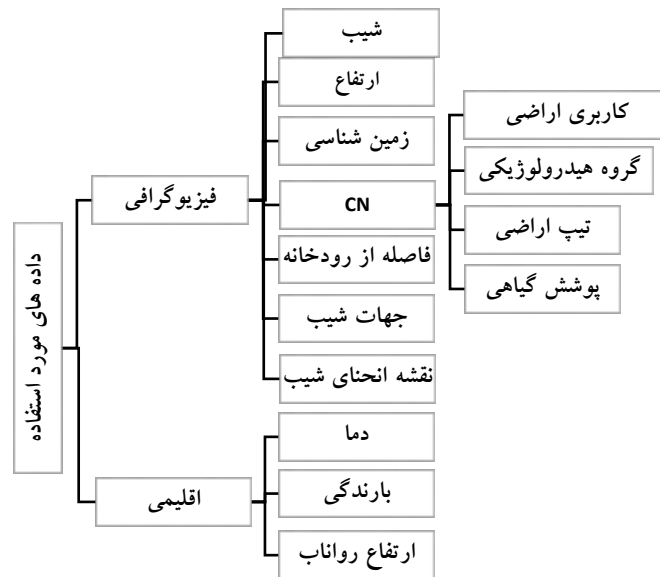 داده های مورد استفاده
فیزیوگرافی
شیب
ارتفاع
زمین شناسی
CN
کاربری اراضی
گروه هیدرولوژیکی
تیپ اراضی
پوشش گیاهی
فاصله از رودخانه
جهات شیب
نقشه انحنای شیب
اقلیمی
دما
بارندگی
ارتفاع رواناب